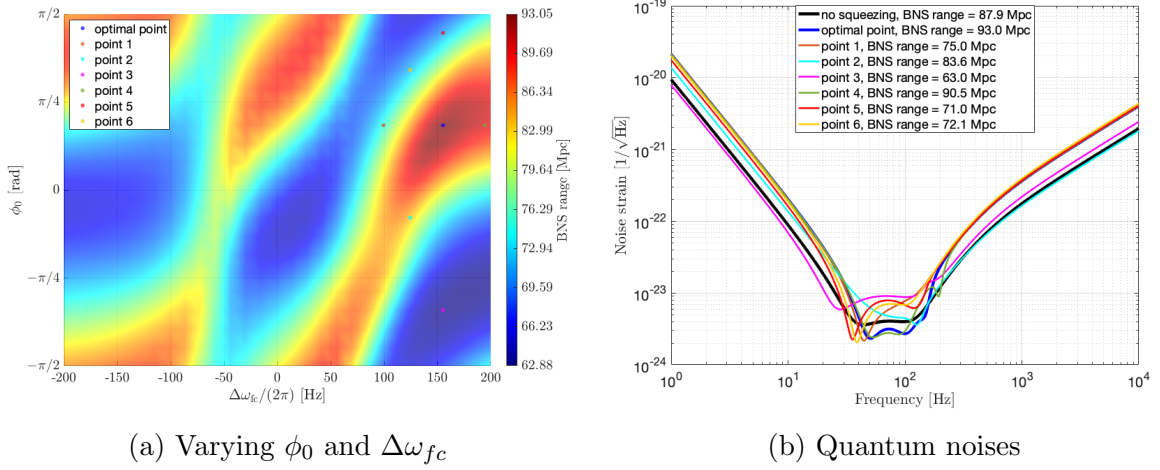 π/2
π/4
0
−π/4
−π/2
ϕ₀ [rad]
optimal point
point 1
point 2
point 3
point 4
point 5
point 6
-200
-150
-100
-50
0
50
100
150
200
Δω_fc/(2π) [Hz]
93.05
89.69
86.34
82.99
79.63
76.29
72.94
69.58
66.23
62.88
BNS range [Mpc]
(a) Varying ϕ₀ and Δω_fc
10⁻¹⁹
10⁻²⁰
10⁻²¹
10⁻²²
10⁻²³
10⁻²⁴
Noise strain [1/√Hz]
no squeezing, BNS range = 87.9 Mpc
optimal point, BNS range = 93.0 Mpc
point 1, BNS range = 75.0 Mpc
point 2, BNS range = 83.6 Mpc
point 3, BNS range = 63.0 Mpc
point 4, BNS range = 90.5 Mpc
point 5, BNS range = 71.0 Mpc
point 6, BNS range = 72.1 Mpc
10⁰
10¹
10²
10³
10⁴
Frequency [Hz]
(b) Quantum noises